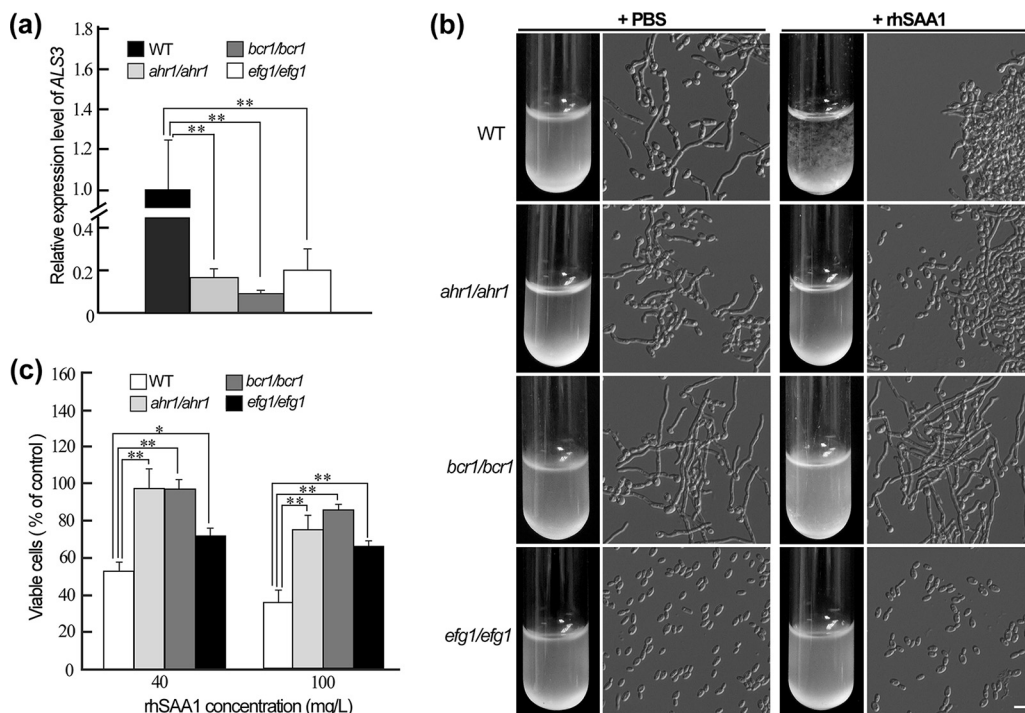 (a)
Relative expression level of ALS3
1.8
1.6
1.4
1.2
1.0
0.4
0.2
0
WT
bcr1/bcr1
ahr1/ahr1
efg1/efg1
**
**
**
(b)
+ PBS
+ rhSAA1
WT
ahr1/ahr1
bcr1/bcr1
efg1/efg1
(c)
Viable cells ( % of control)
160
140
120
100
80
60
40
20
0
WT
bcr1/bcr1
ahr1/ahr1
efg1/efg1
*
**
**
**
**
**
40
100
rhSAA1 concentration (mg/L)